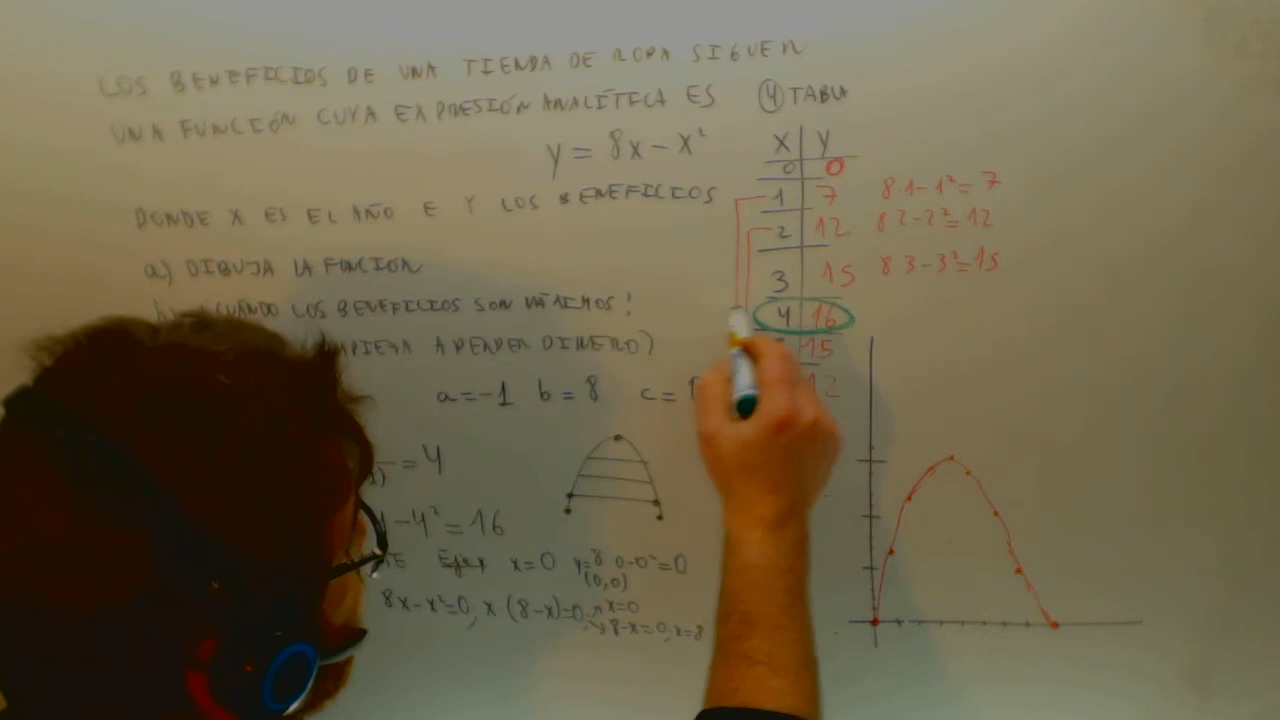 LOS BENEFICIOS DE UNA TIENDA DE ROPA SIGUEN
UNA FUNCIÓN CUYA EXPRESIÓN ANALÍTICA ES
y = 8x - x²
DONDE X ES EL AÑO E Y LOS BENEFICIOS
a) DIBUJA LA FUNCIÓN
¿CUÁNDO LOS BENEFICIOS SON MÁXIMOS?
A PERDER DINERO)
a = -1 b = 8 c =
= 4
- 4² = 16
x = 0 y = 8·0 - 0² = 0
(0,0)
8x - x² = 0, x (8 - x) = 0, x = 0
8 - x = 0, x = 8
④ TABLA
X Y
0 0
1 7 8·1 - 1² = 7
2 12 8·2 - 2² = 12
3 15 8·3 - 3² = 15
4 16
15
12